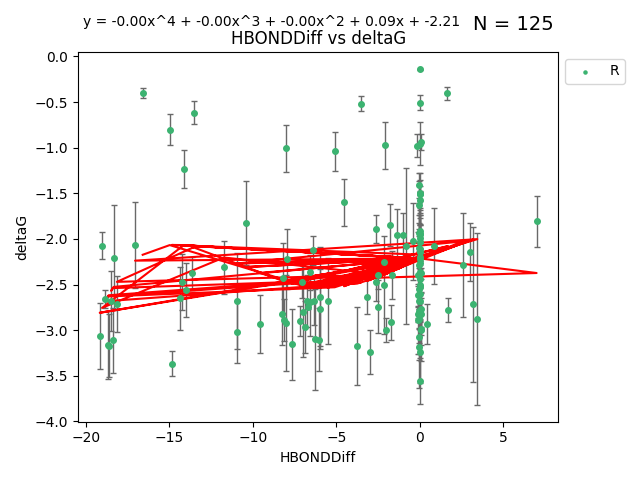 y = -0.00x^4 + -0.00x^3 + -0.00x^2 + 0.09x + -2.21
N = 125
HBONDDiff vs deltaG
R
0.0
−0.5
−1.0
−1.5
−2.0
−2.5
−3.0
−3.5
−4.0
deltaG
−20
−15
−10
−5
0
5
HBONDDiff